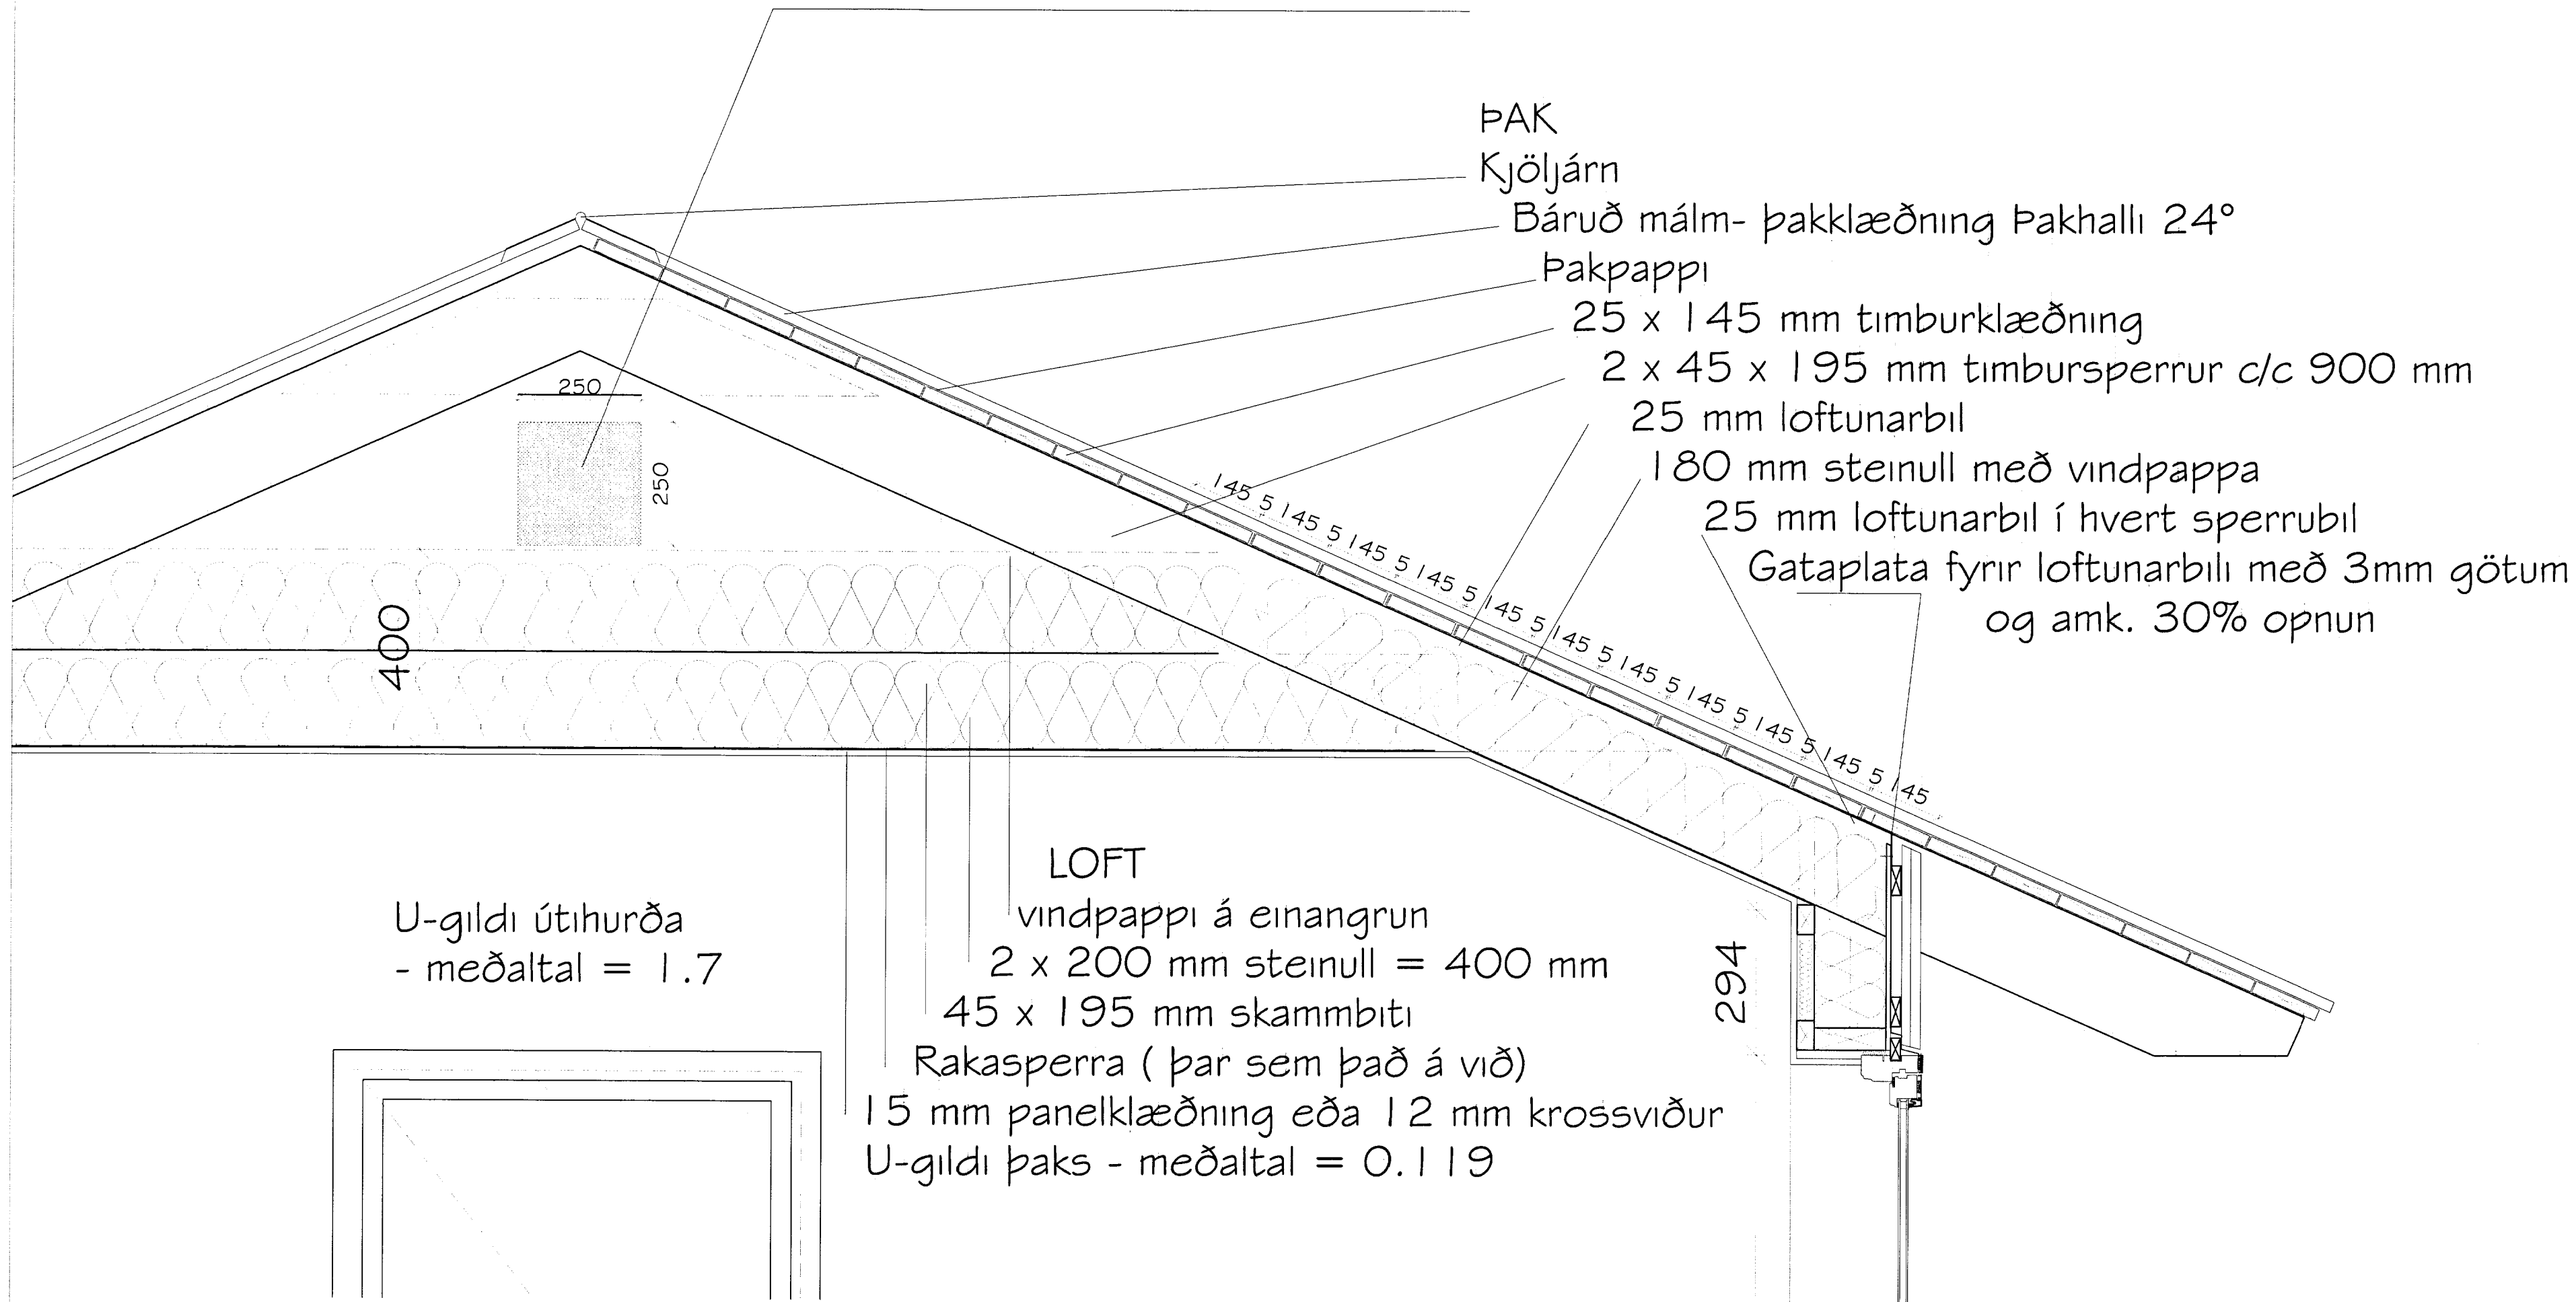 ÞAK
Kjöljárn
Báruð málm- þakklæðning Þakhalli 24°
Þakpappi
25 x 145 mm timburklæðning
2 x 45 x 195 mm timbursperrur c/c 900 mm
25 mm loftunarbil
180 mm steinull með vindpappa
25 mm loftunarbil í hvert sperrubil
Gataplata fyrir loftunarbili með 3mm götum
og amk. 30% opnun
250
250
145 5 145 5 145 5 145 5 145 5 145 5 145 5 145 5 145 5 145 5 145
400
294
LOFT
vindpappi á einangrun
2 x 200 mm steinull = 400 mm
45 x 195 mm skammbiti
Rakasperra ( þar sem það á við)
15 mm panelklæðning eða 12 mm krossviður
U-gildi þaks - meðaltal = 0.119
U-gildi útihurða
- meðaltal = 1.7